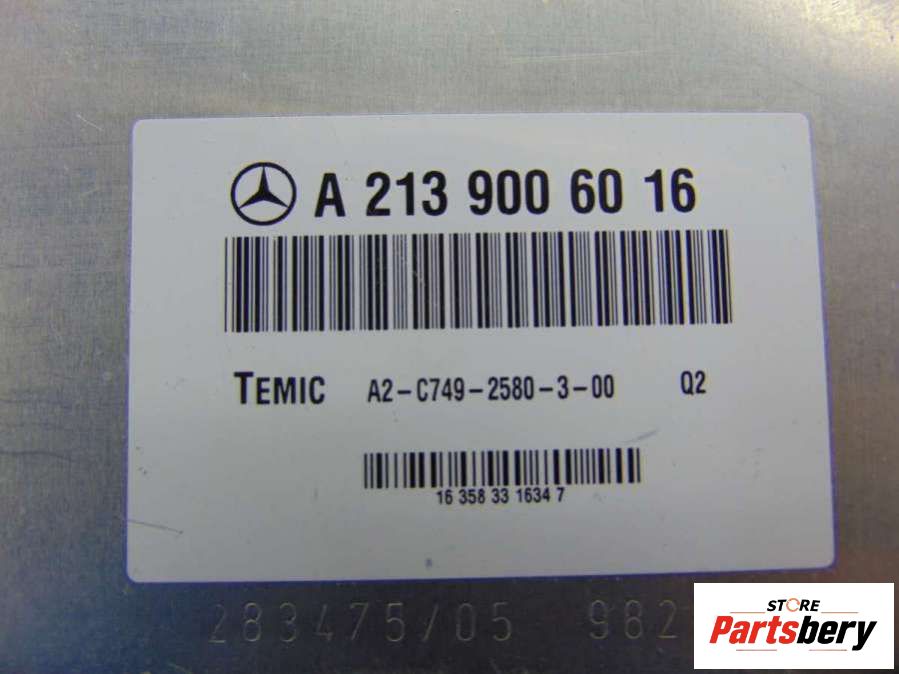 A 213 900 60 16
TEMIC A2-C749-2580-3-00 Q2
16 358 33 1634 7
283475/05 982
STORE
Partsbery